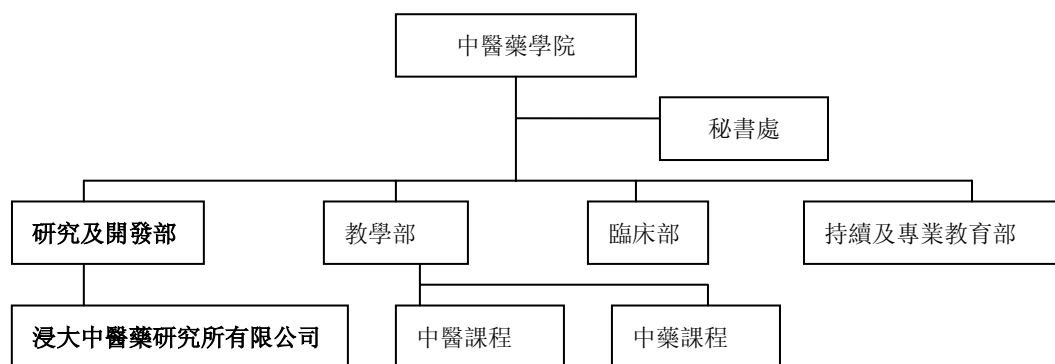 中醫藥學院
秘書處
研究及開發部
教學部
臨床部
持續及專業教育部
浸大中醫藥研究所有限公司
中醫課程
中藥課程